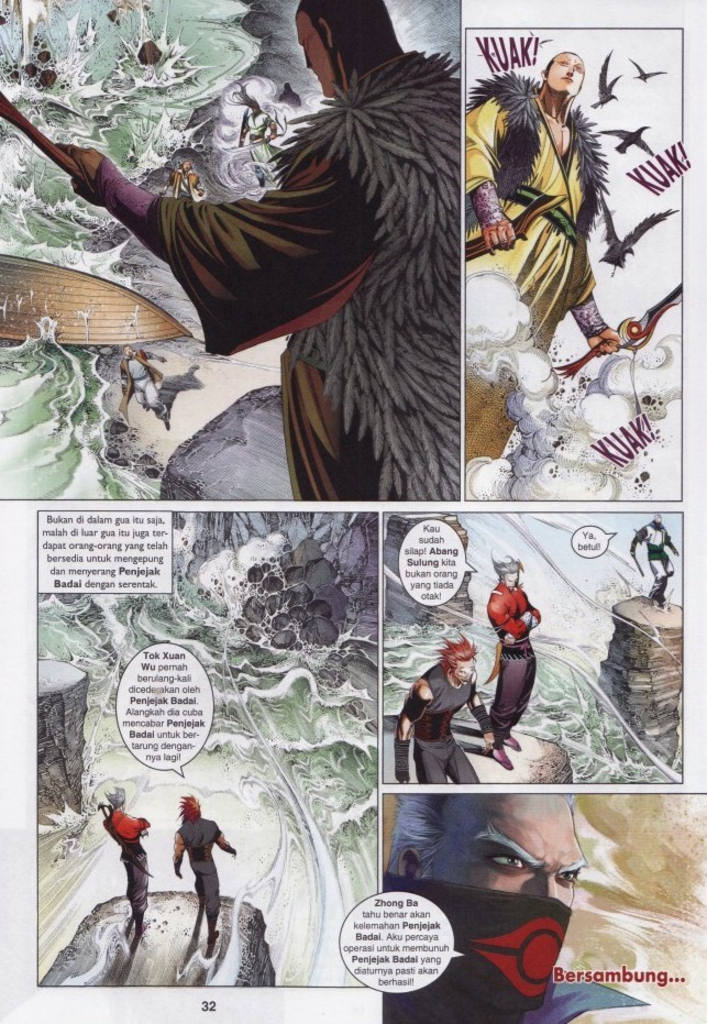 KUAK!
KUAK!
KUAK!
Bukan di dalam gua itu saja,
malah di luar gua itu juga ter-
dapat orang-orang yang telah
bersedia untuk mengepung
dan menyerang Penjejak
Badai dengan serentak.
Tok Xuan
Wu pernah
berulang-kali
dicederakan oleh
Penjejak Badai.
Alangkah dia cuba
mencabar Penjejak
Badai untuk ber-
tarung dengan-
nya lagi!
Kau
sudah
silap! Abang
Sulung kita
bukan orang
yang tiada
otak!
Ya,
betul!
Zhong Ba
tahu benar akan
kelemahan Penjejak
Badai. Aku percaya
operasi untuk membunuh
Penjejak Badai yang
diaturnya pasti akan
berhasil!
Bersambung...
32